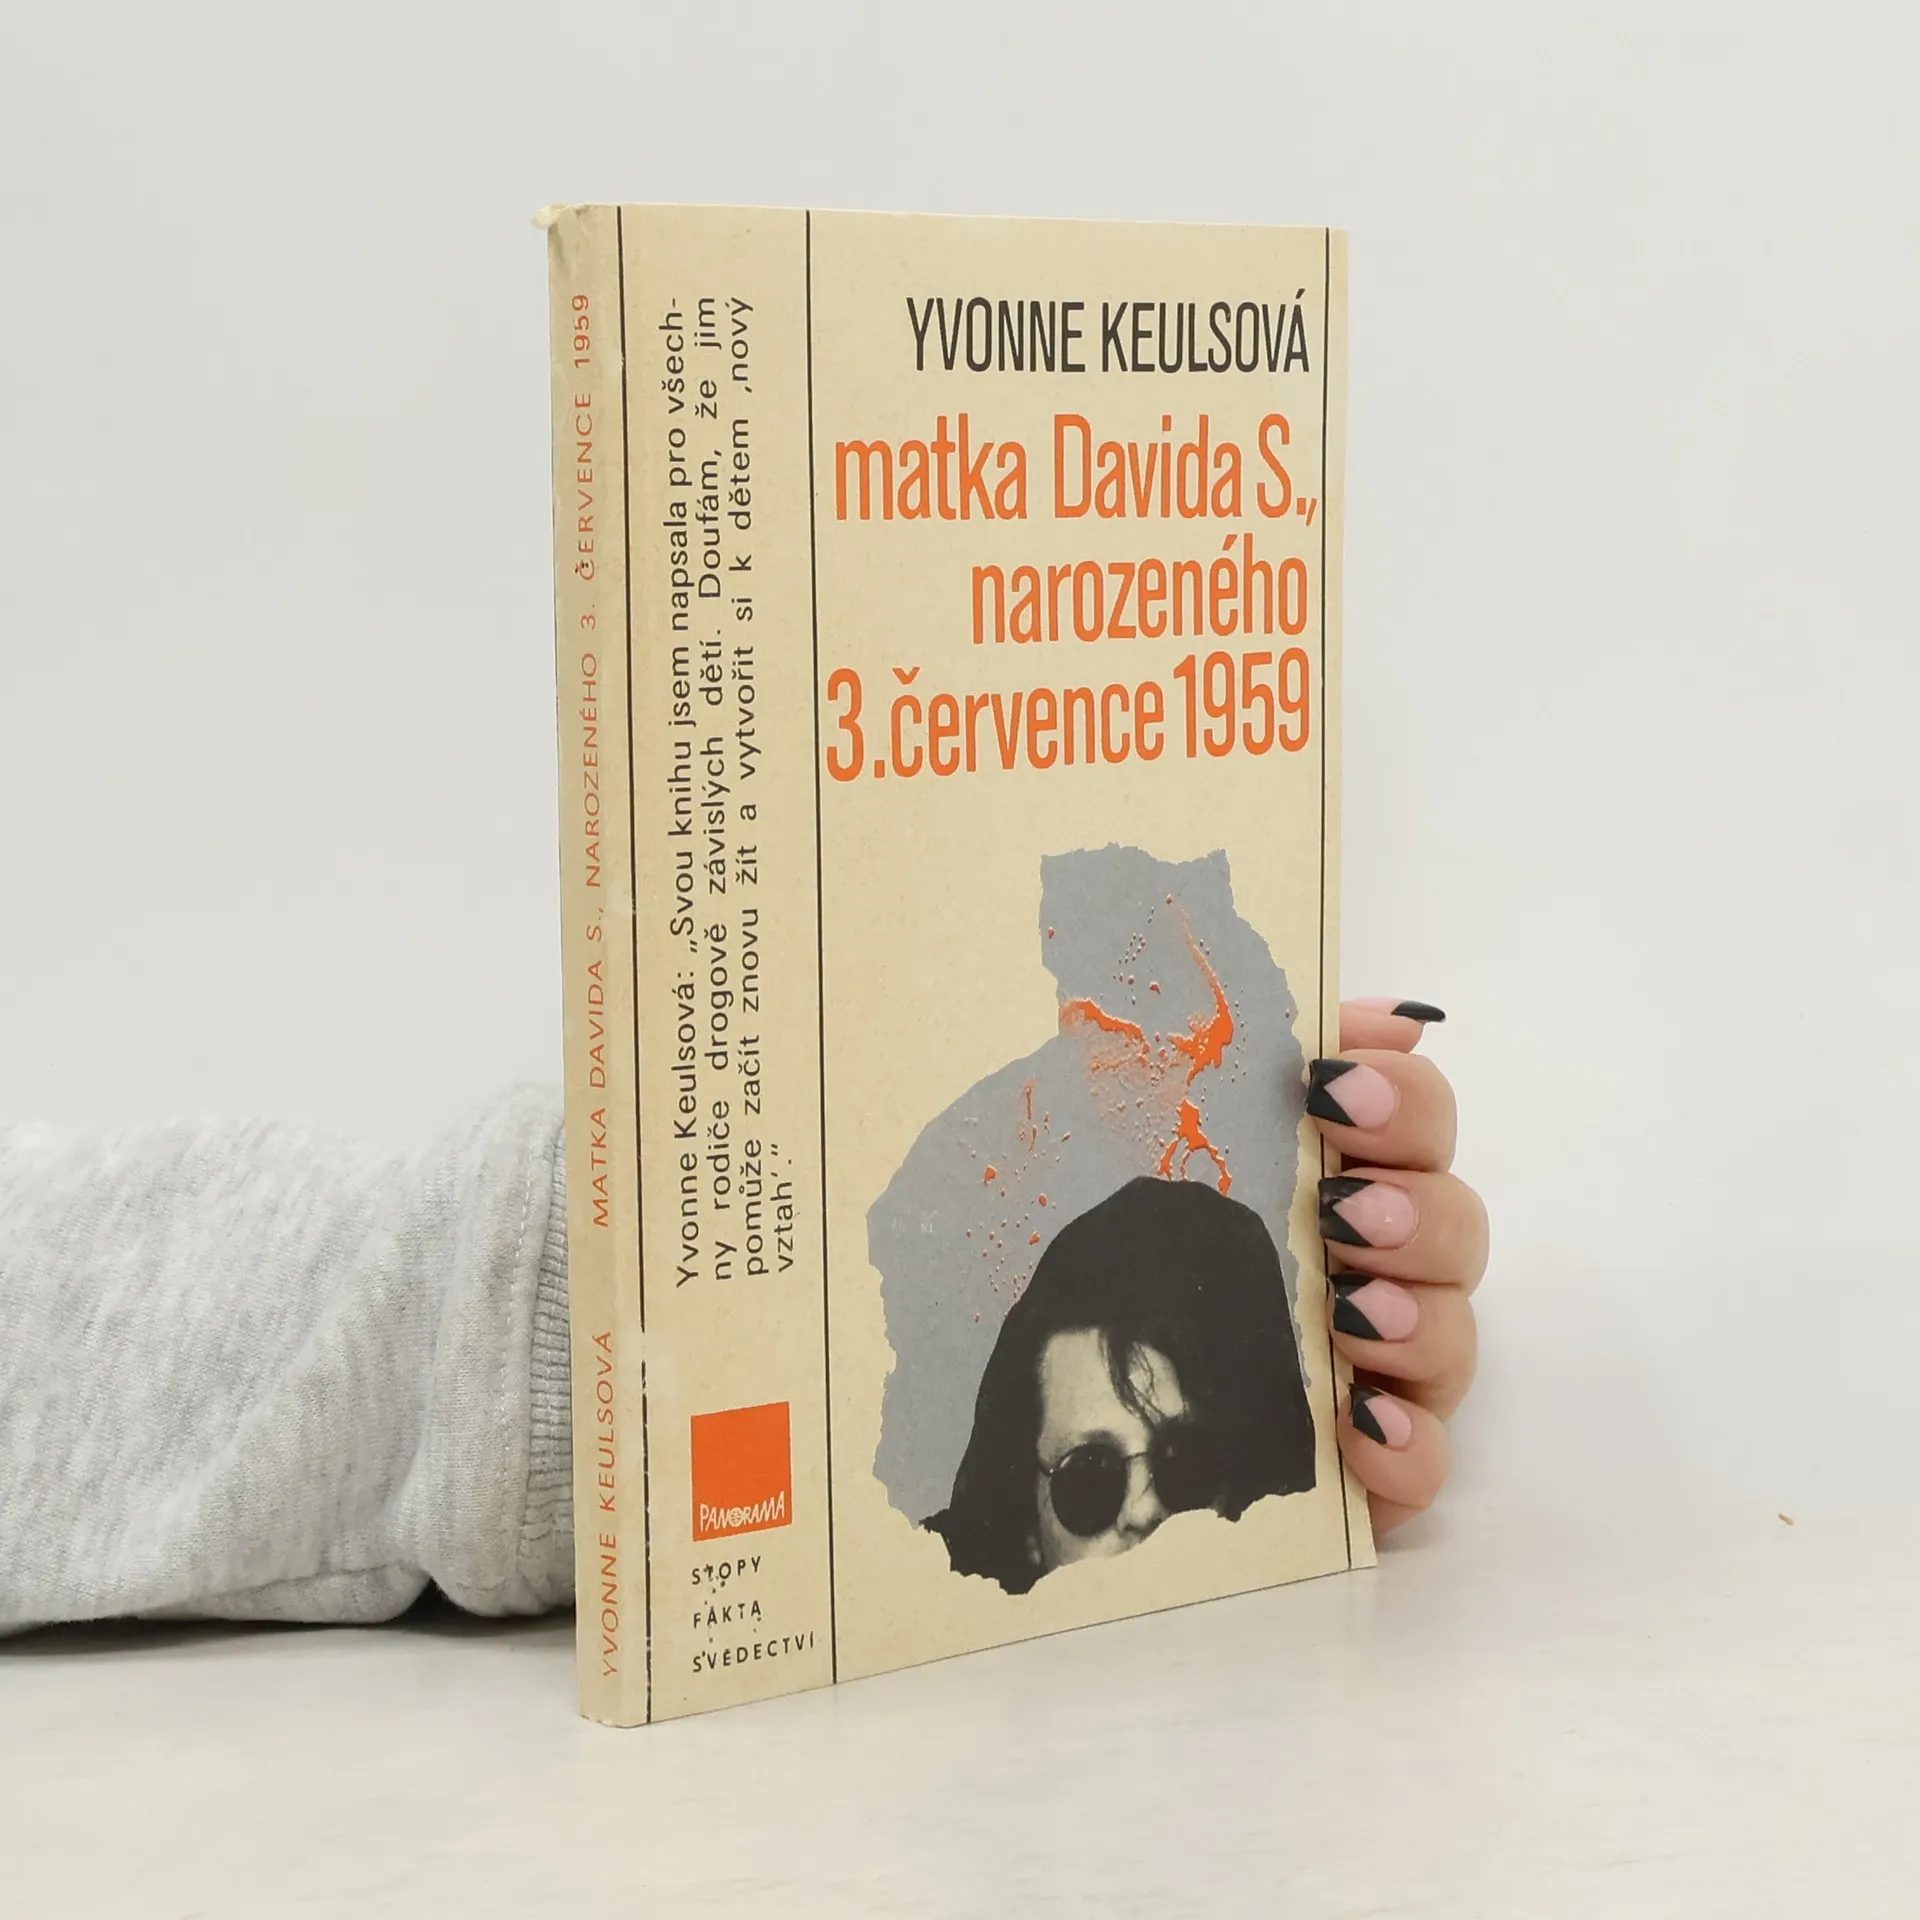 YVONNE KEULSOVÁ MATKA DAVIDA S., NAROZENÉHO 3. ČERVENCE 1959
Yvonne Keulsová: „Svou knihu jsem napsala pro všech-
ny rodiče drogově závislých dětí. Doufám, že jim
pomůže začít znovu žít a vytvořit si k dětem ‚nový
vztah‘.“
PANORAMA
STOPY
FAKTA
SVĚDECTVÍ
YVONNE KEULSOVÁ
matka Davida S.,
narozeného
3. července 1959